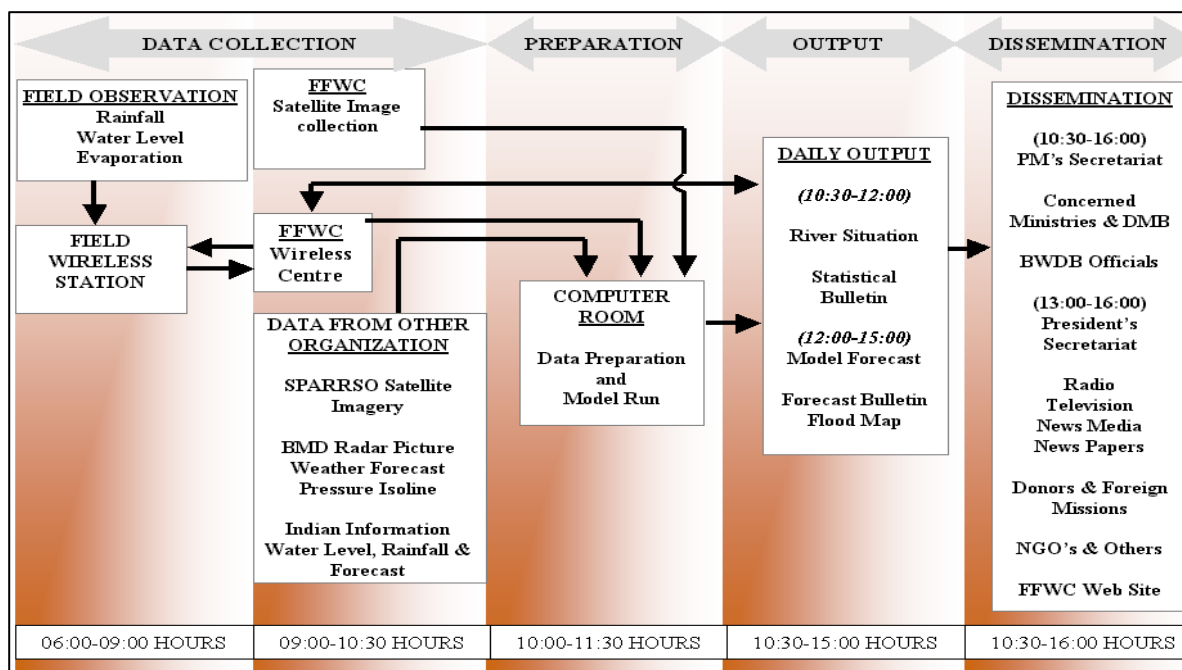 DATA COLLECTION
PREPARATION
OUTPUT
DISSEMINATION
FIELD OBSERVATION
Rainfall
Water Level
Evaporation
FIELD
WIRELESS
STATION
FFWC
Satellite Image
collection
FFWC
Wireless
Centre
DATA FROM OTHER
ORGANIZATION
SPARRSO Satellite
Imagery
BMD Radar Picture
Weather Forecast
Pressure Isoline
Indian Information
Water Level, Rainfall &
Forecast
COMPUTER
ROOM
Data Preparation
and
Model Run
DAILY OUTPUT
(10:30-12:00)
River Situation
Statistical
Bulletin
(12:00-15:00)
Model Forecast
Forecast Bulletin
Flood Map
DISSEMINATION
(10:30-16:00)
PM's Secretariat
Concerned
Ministries & DMB
BWDB Officials
(13:00-16:00)
President's
Secretariat
Radio
Television
News Media
News Papers
Donors & Foreign
Missions
NGO's & Others
FFWC Web Site
06:00-09:00 HOURS
09:00-10:30 HOURS
10:00-11:30 HOURS
10:30-15:00 HOURS
10:30-16:00 HOURS